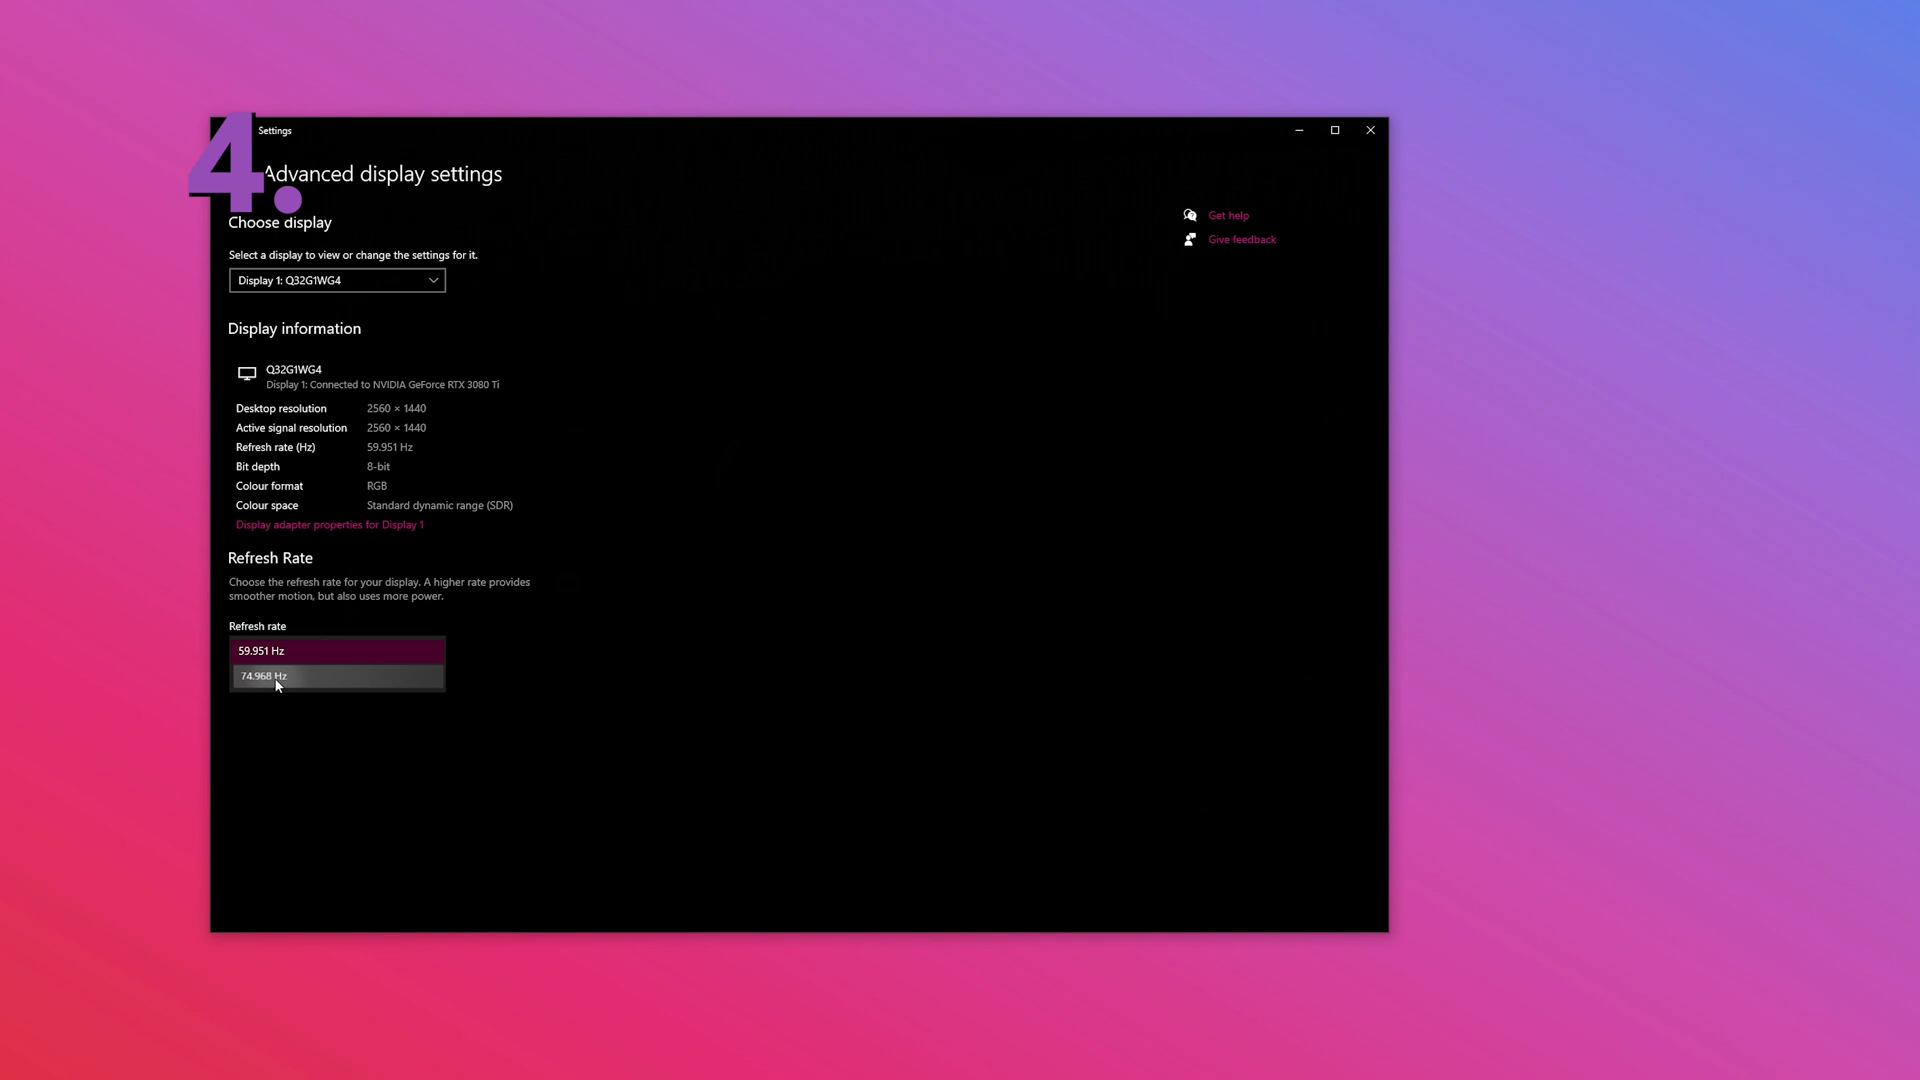 4.
Settings
Advanced display settings
Choose display
Select a display to view or change the settings for it.
Display 1: Q32G1WG4
Display information
Q32G1WG4
Display 1: Connected to NVIDIA GeForce RTX 3080 Ti
Desktop resolution 2560 × 1440
Active signal resolution 2560 × 1440
Refresh rate (Hz) 59.951 Hz
Bit depth 8-bit
Colour format RGB
Colour space Standard dynamic range (SDR)
Display adapter properties for Display 1
Refresh Rate
Choose the refresh rate for your display. A higher rate provides
smoother motion, but also uses more power.
Refresh rate
59.951 Hz
74.968 Hz
Get help
Give feedback